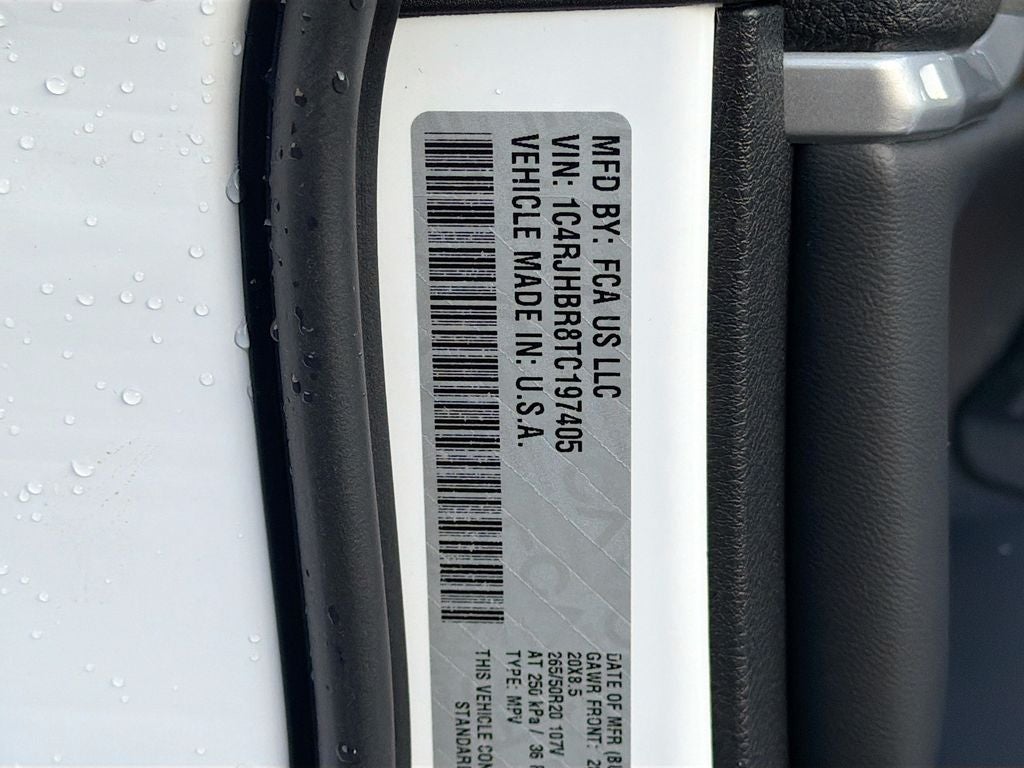 MFD BY: FCA US LLC
VIN: 1C4RJHBR8TC197405
VEHICLE MADE IN: U.S.A.
DATE OF MFR
GAWR FRONT:
20X8.5
265/50R20 107V
AT 250 kPa / 36
TYPE: MPV
THIS VEHICLE